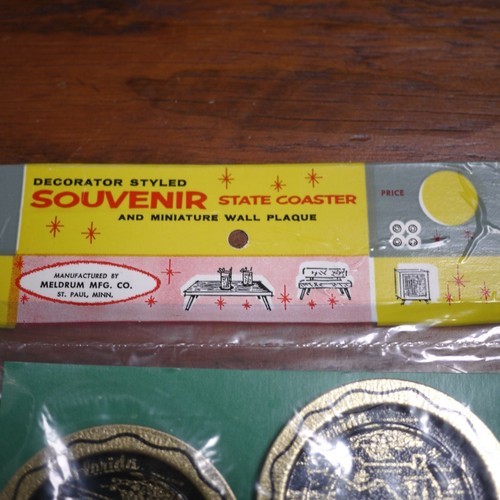 DECORATOR STYLED
SOUVENIR STATE COASTER
AND MINIATURE WALL PLAQUE
PRICE
MANUFACTURED BY
MELDRUM MFG. CO.
ST. PAUL, MINN.
Florida
Florida